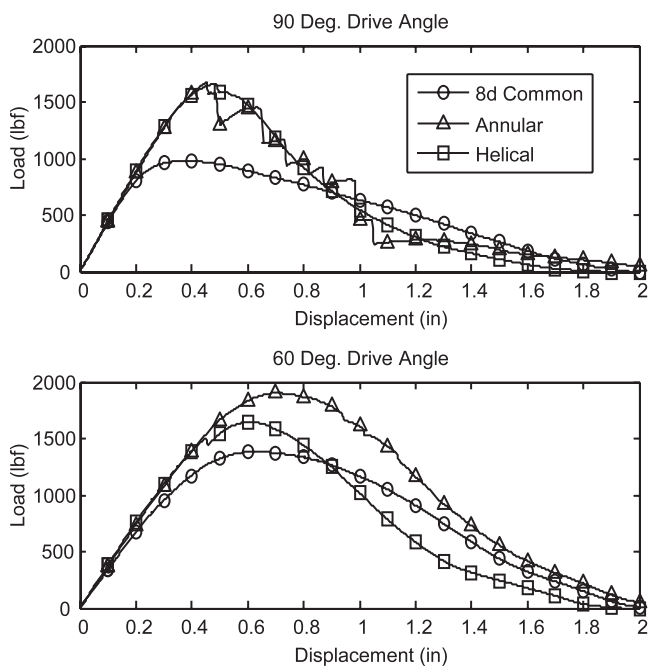 90 Deg. Drive Angle
2000
1500
1000
500
0
Load (lbf)
8d Common
Annular
Helical
0 0.2 0.4 0.6 0.8 1 1.2 1.4 1.6 1.8 2
Displacement (in)
60 Deg. Drive Angle
2000
1500
1000
500
0
Load (lbf)
0 0.2 0.4 0.6 0.8 1 1.2 1.4 1.6 1.8 2
Displacement (in)